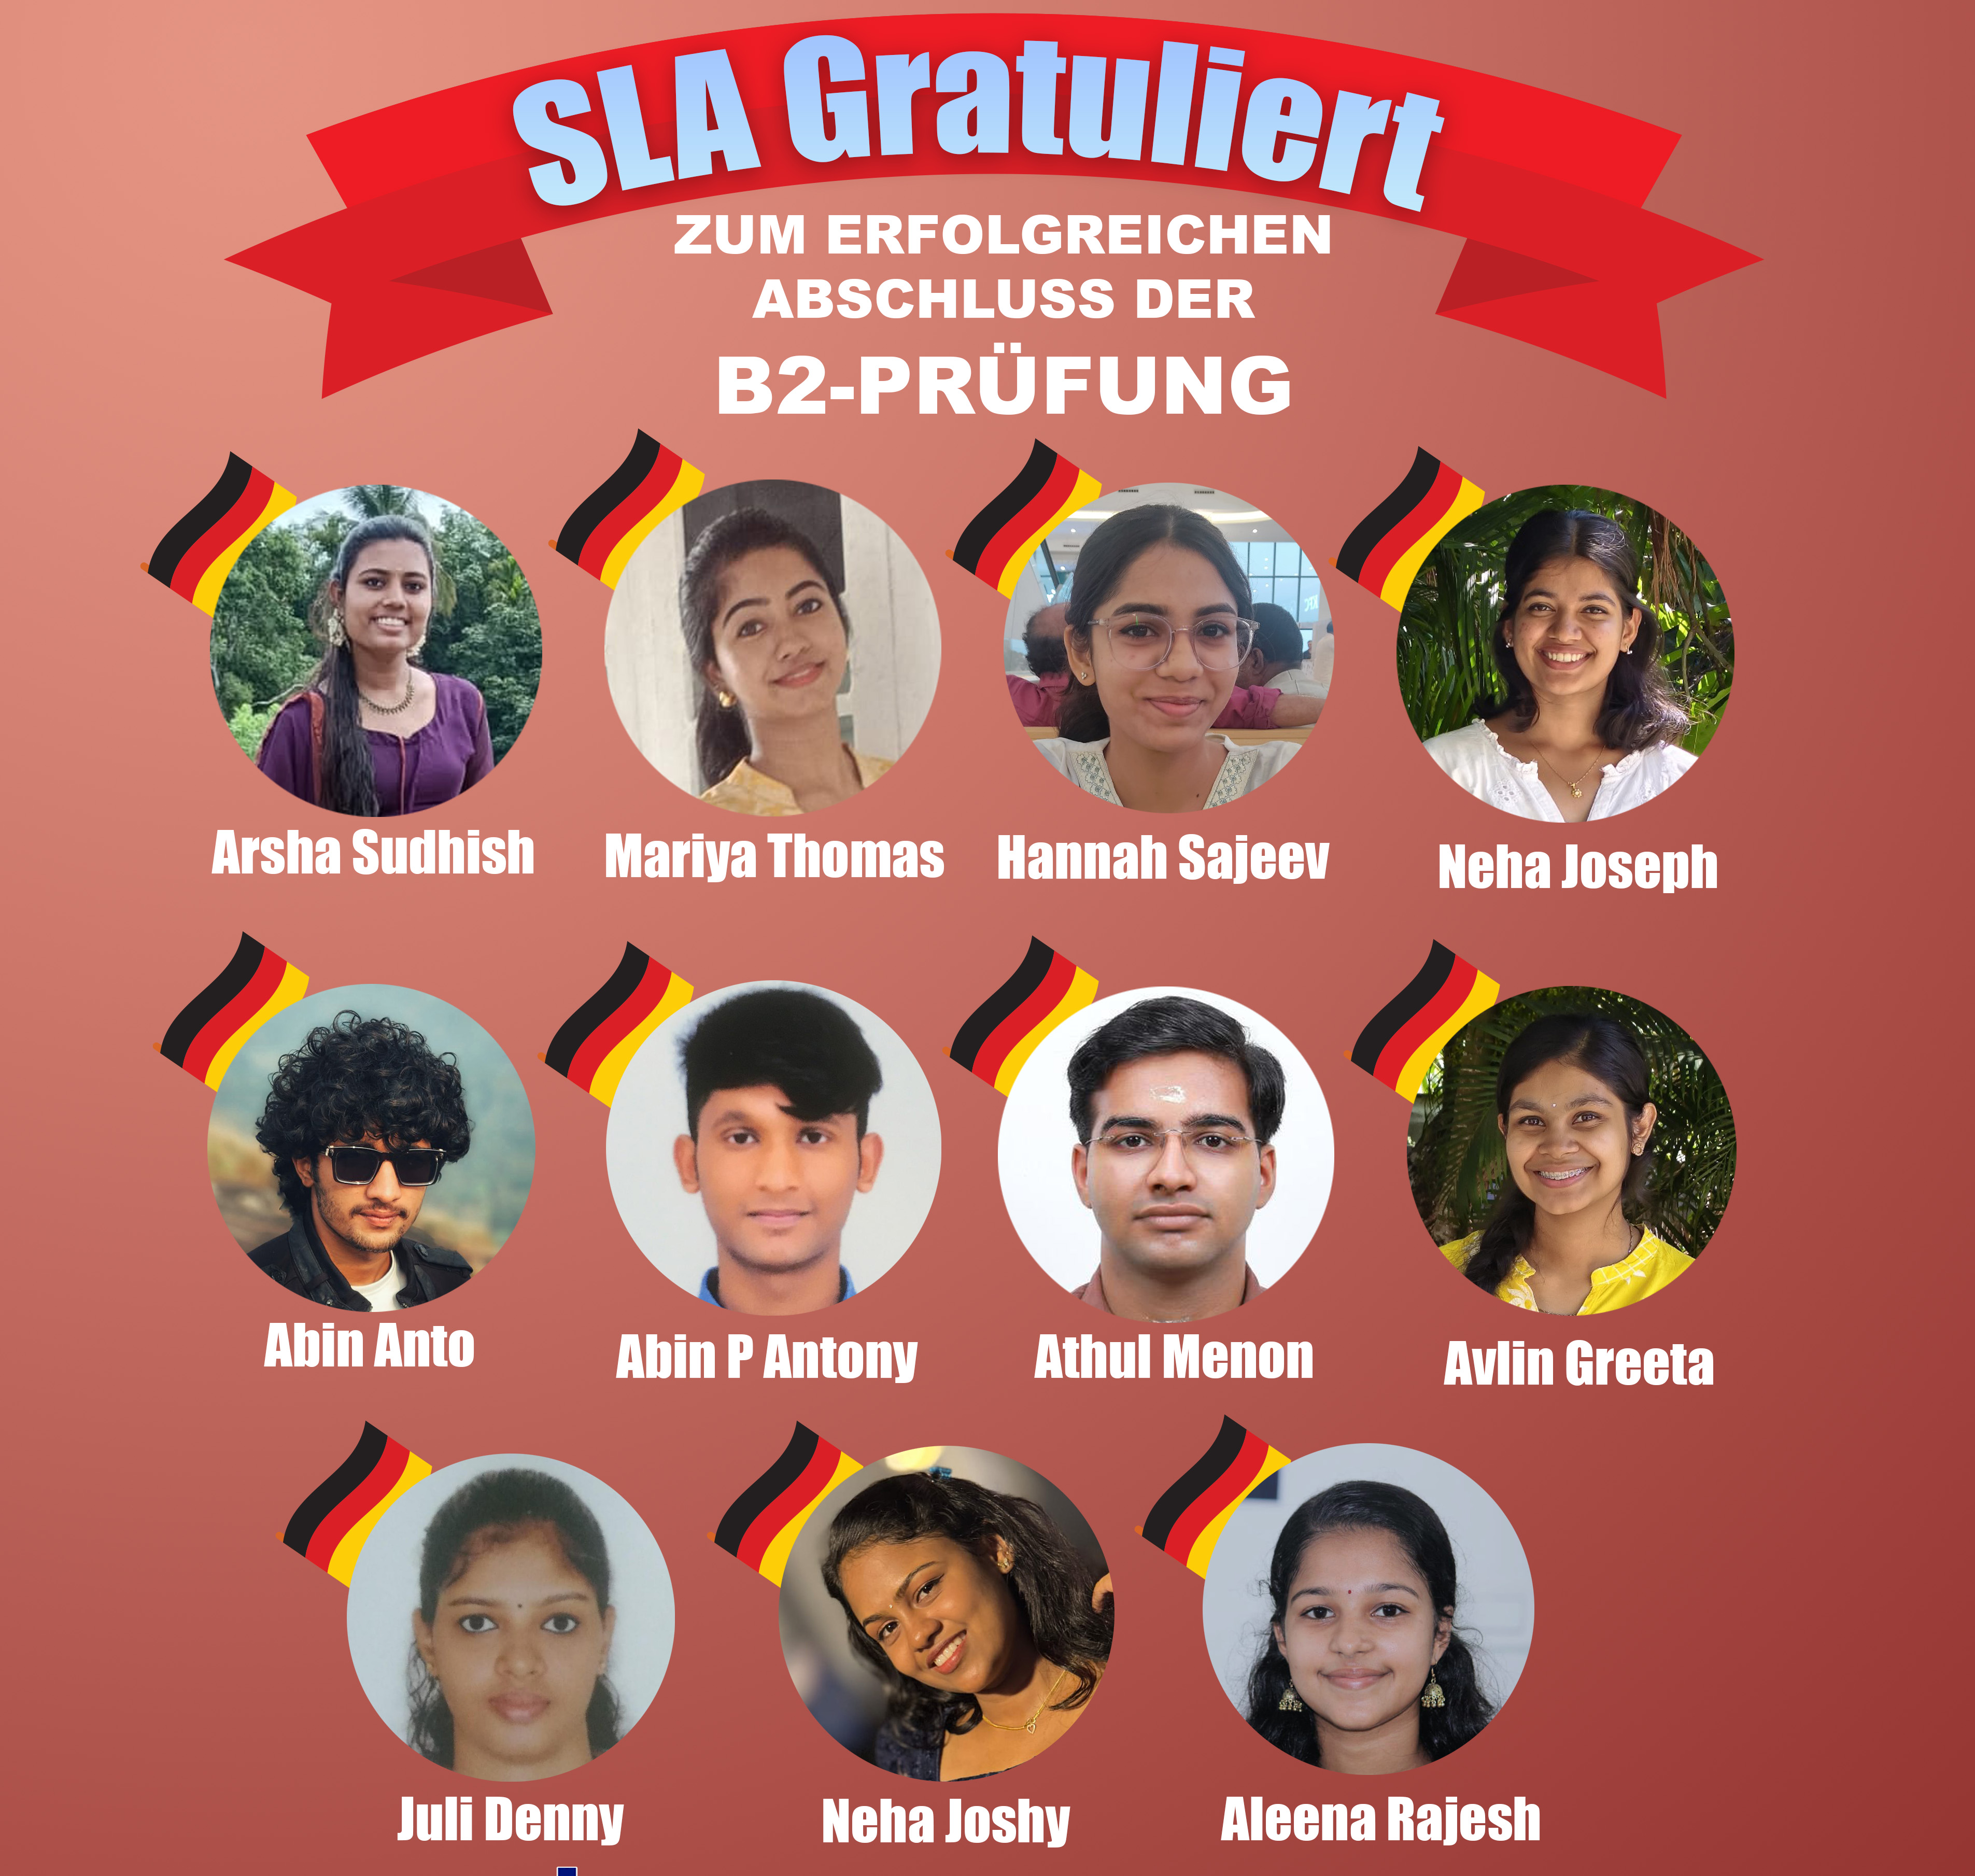 SLA Gratuliert
ZUM ERFOLGREICHEN
ABSCHLUSS DER
B2-PRÜFUNG
Arsha Sudhish
Mariya Thomas
Hannah Sajeev
Neha Joseph
Abin Anto
Abin P Antony
Athul Menon
Avlin Greeta
Juli Denny
Neha Joshy
Aleena Rajesh